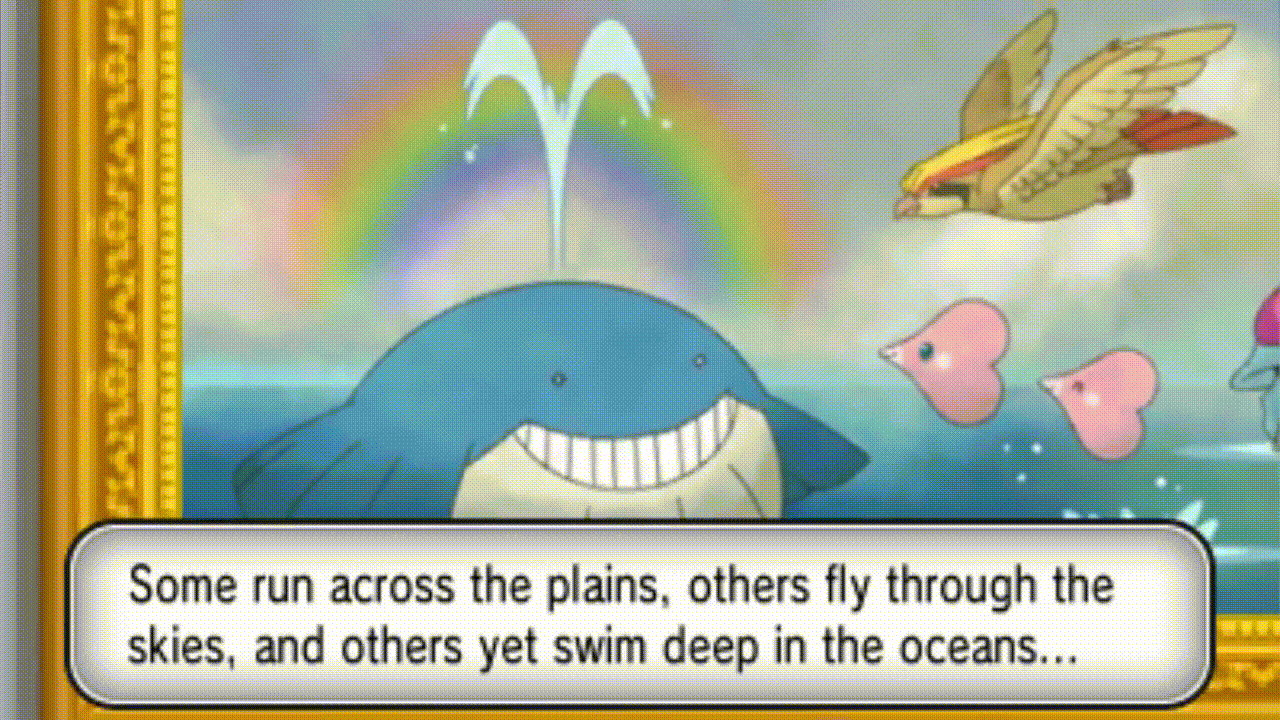 Some run across the plains, others fly through the
skies, and others yet swim deep in the oceans...